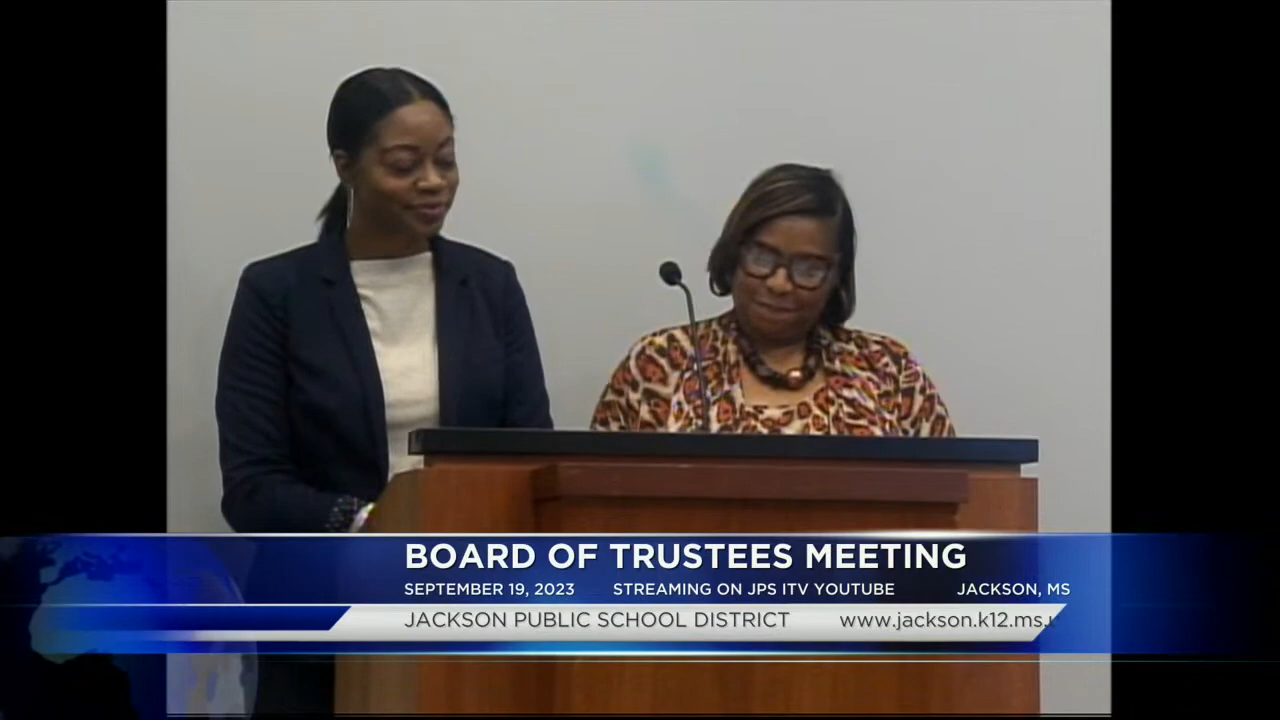 BOARD OF TRUSTEES MEETING
SEPTEMBER 19, 2023 STREAMING ON JPS ITV YOUTUBE JACKSON, MS
JACKSON PUBLIC SCHOOL DISTRICT www.jackson.k12.ms.